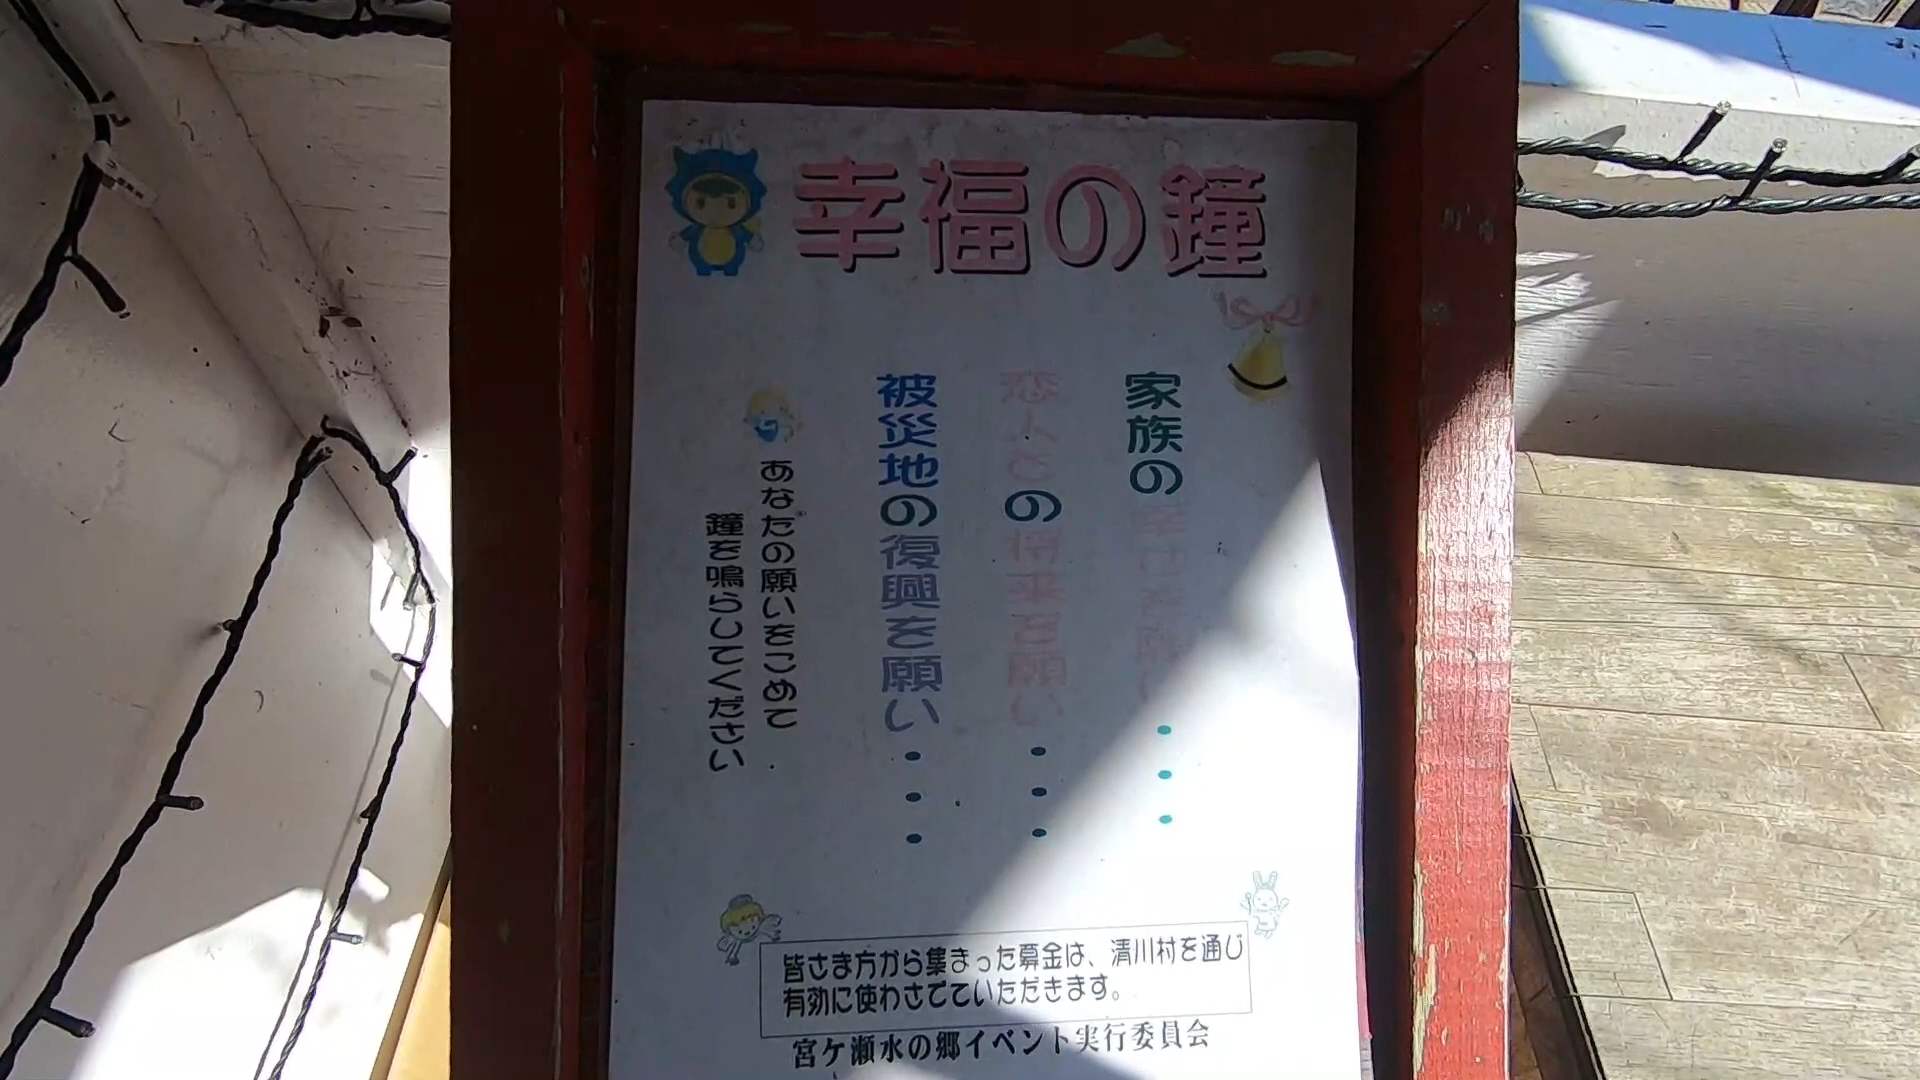 幸福の鐘
家族の幸せを願い・・・
恋人との将来を願い・・・
被災地の復興を願い・・・
あなたの願いをこめて
鐘を鳴らしてください
皆さま方から集まった募金は、清川村を通じ
有効に使わさでていただきます。
宮ケ瀬水の郷イベント実行委員会